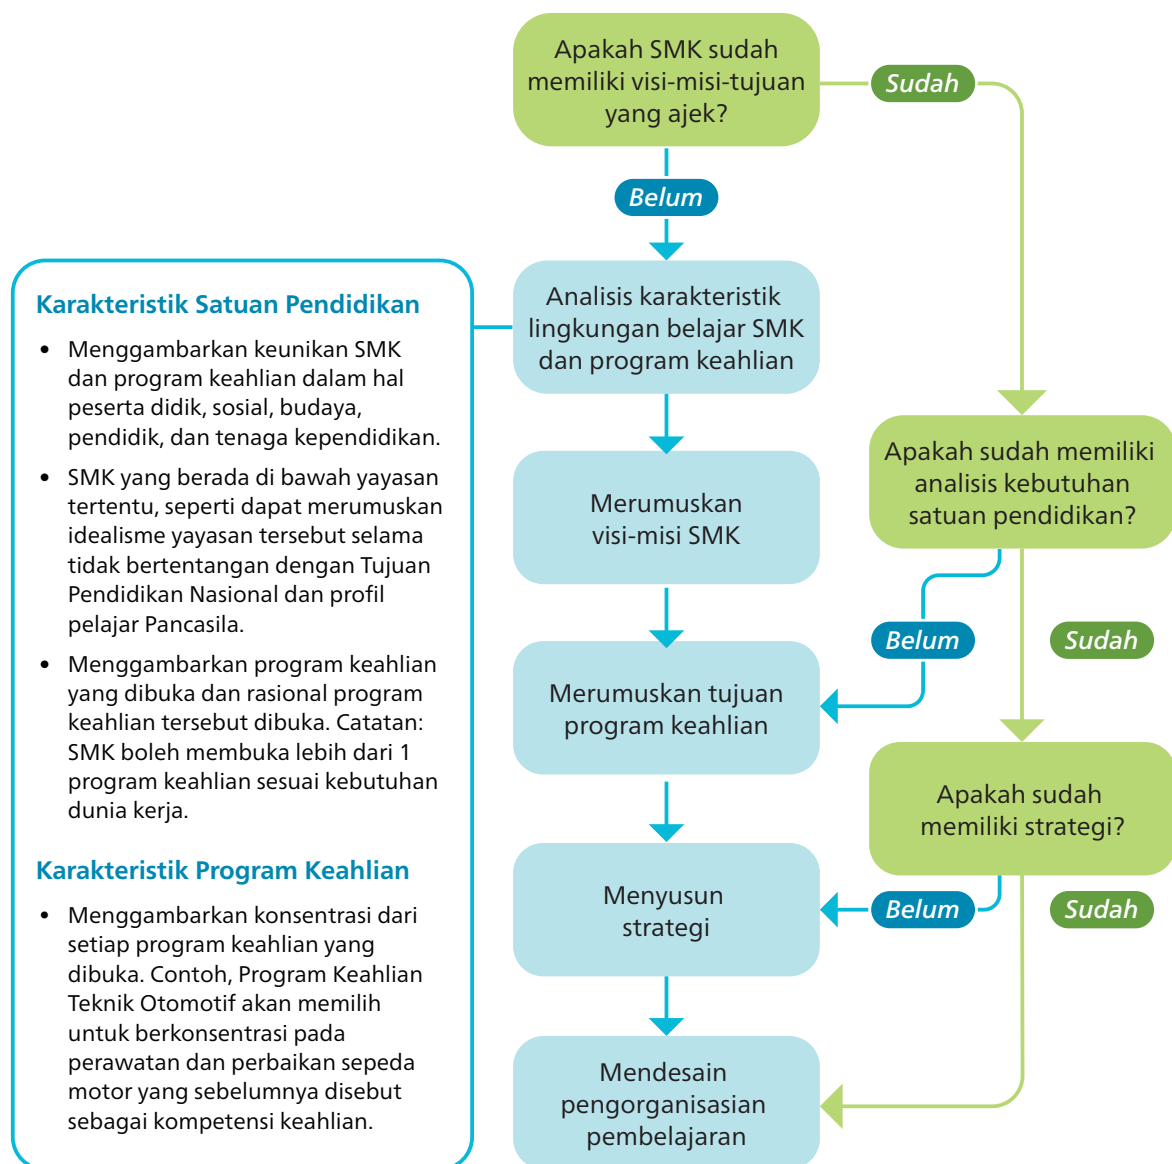 Apakah SMK sudah
memiliki visi-misi-tujuan
yang ajek?
Sudah
Belum
Karakteristik Satuan Pendidikan
• Menggambarkan keunikan SMK
dan program keahlian dalam hal
peserta didik, sosial, budaya,
pendidik, dan tenaga kependidikan.
• SMK yang berada di bawah yayasan
tertentu, seperti dapat merumuskan
idealisme yayasan tersebut selama
tidak bertentangan dengan Tujuan
Pendidikan Nasional dan profil
pelajar Pancasila.
• Menggambarkan program keahlian
yang dibuka dan rasional program
keahlian tersebut dibuka. Catatan:
SMK boleh membuka lebih dari 1
program keahlian sesuai kebutuhan
dunia kerja.
Karakteristik Program Keahlian
• Menggambarkan konsentrasi dari
setiap program keahlian yang
dibuka. Contoh, Program Keahlian
Teknik Otomotif akan memilih
untuk berkonsentrasi pada
perawatan dan perbaikan sepeda
motor yang sebelumnya disebut
sebagai kompetensi keahlian.
Analisis karakteristik
lingkungan belajar SMK
dan program keahlian
Merumuskan
visi-misi SMK
Merumuskan tujuan
program keahlian
Menyusun
strategi
Mendesain
pengorganisasian
pembelajaran
Apakah sudah memiliki
analisis kebutuhan
satuan pendidikan?
Belum
Sudah
Apakah sudah
memiliki strategi?
Belum
Sudah